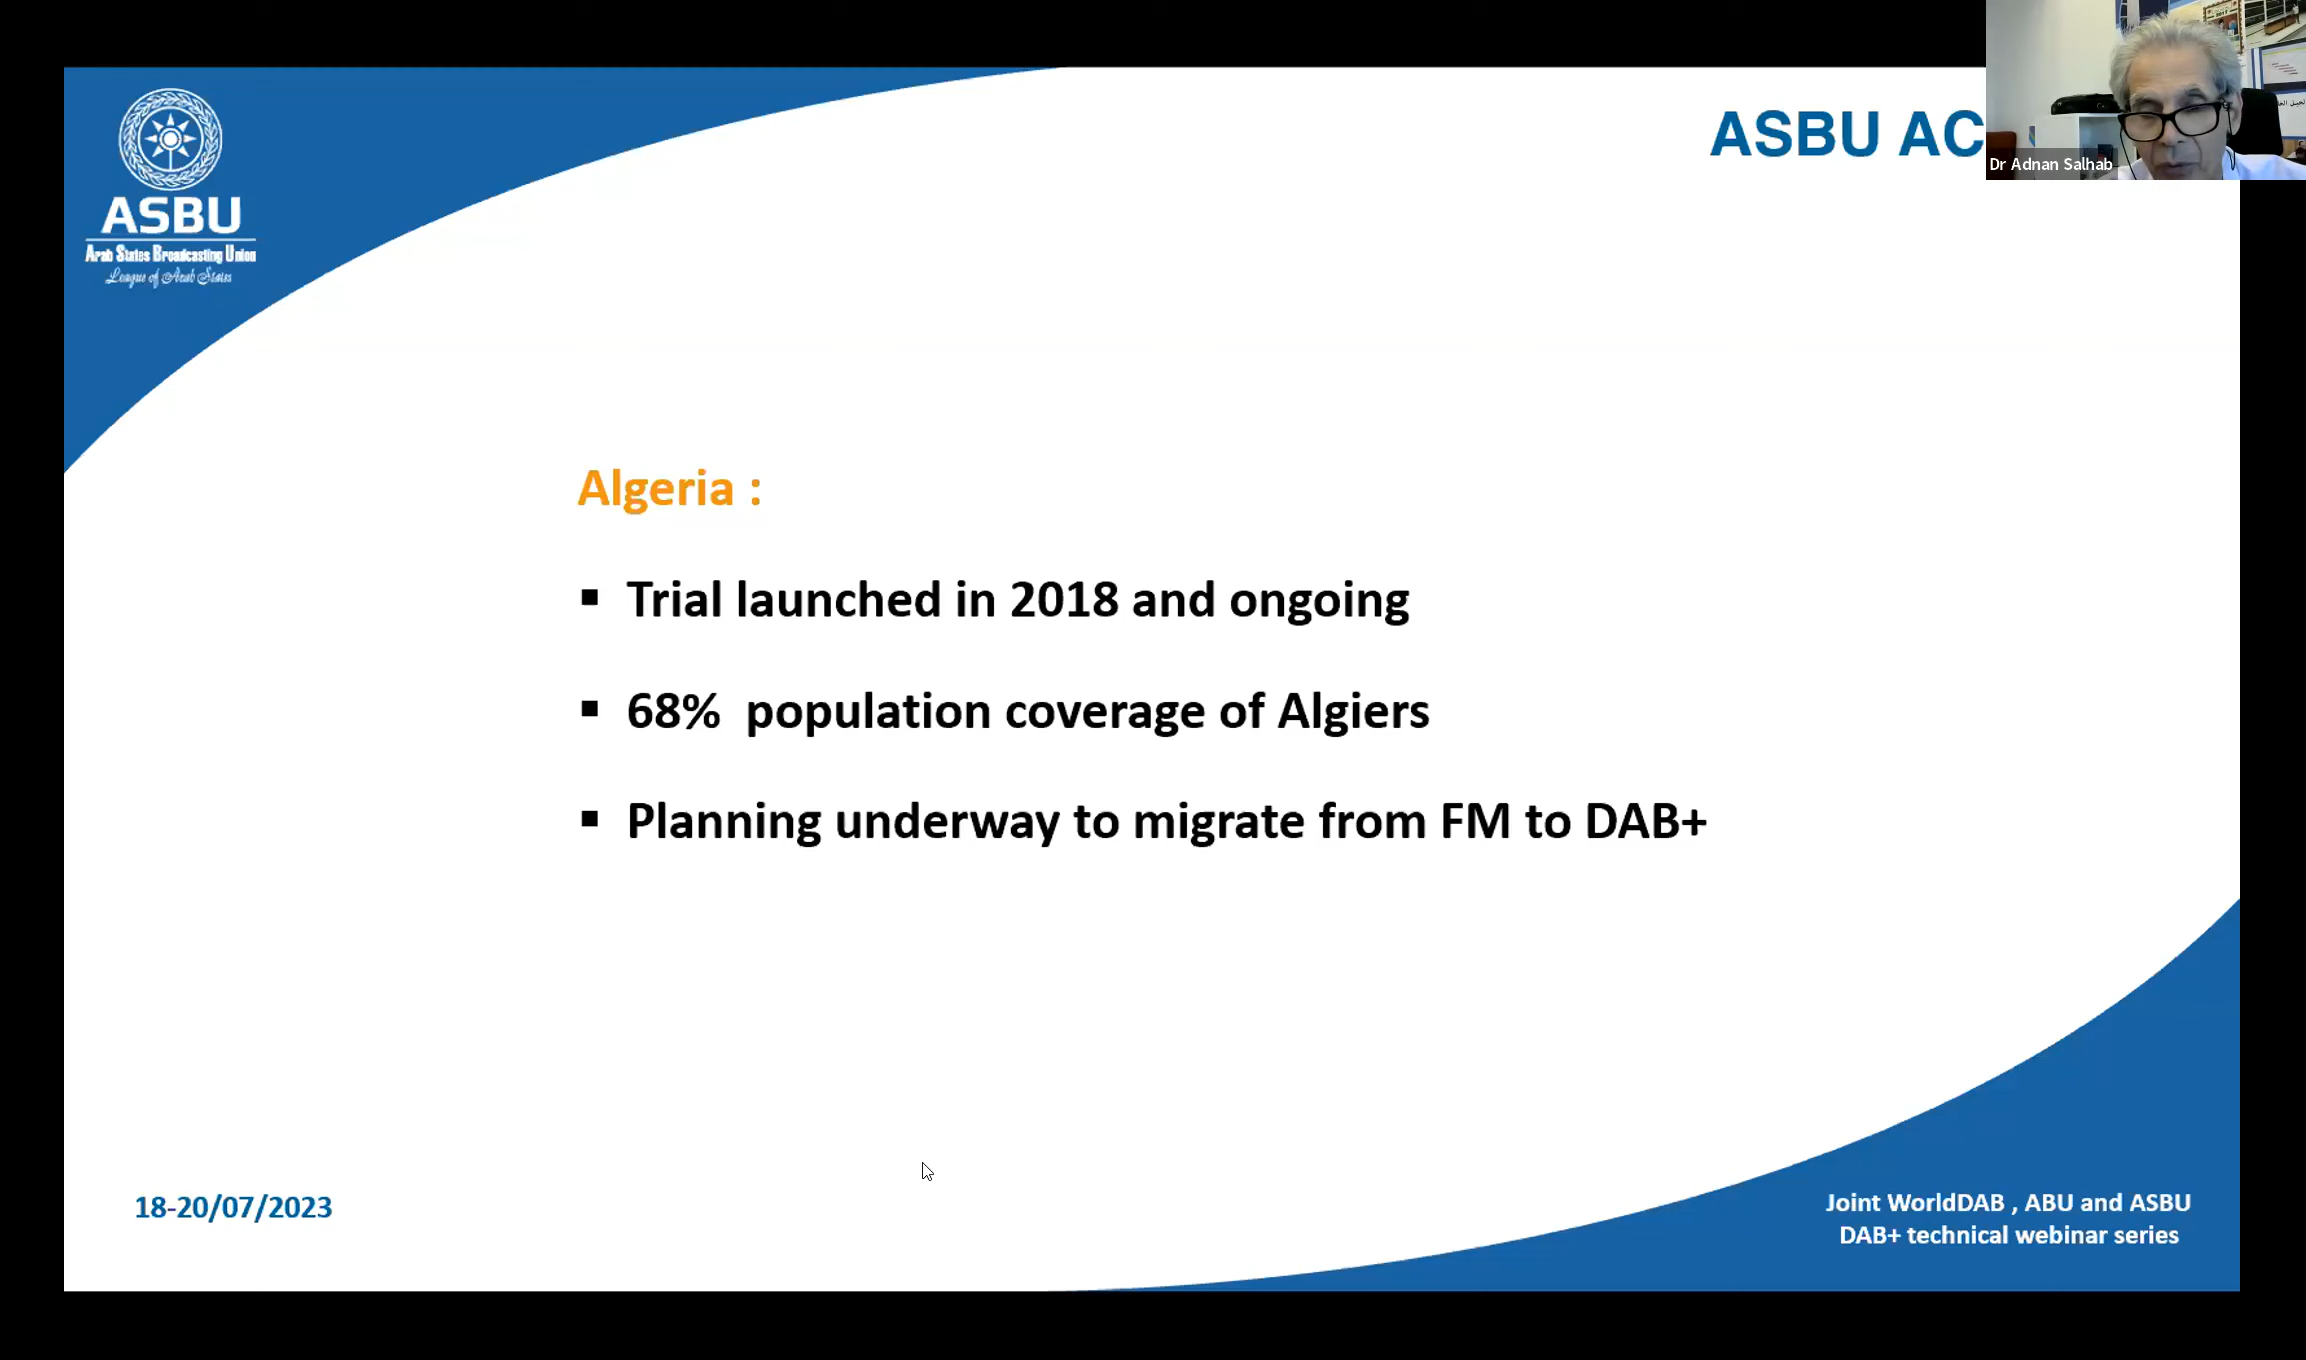 ASBU
Arab States Broadcasting Union
League of Arab States
ASBU AC
Dr Adnan Salhab
Algeria :
▪ Trial launched in 2018 and ongoing
▪ 68%  population coverage of Algiers
▪ Planning underway to migrate from FM to DAB+
18-20/07/2023
Joint WorldDAB , ABU and ASBU
DAB+ technical webinar series